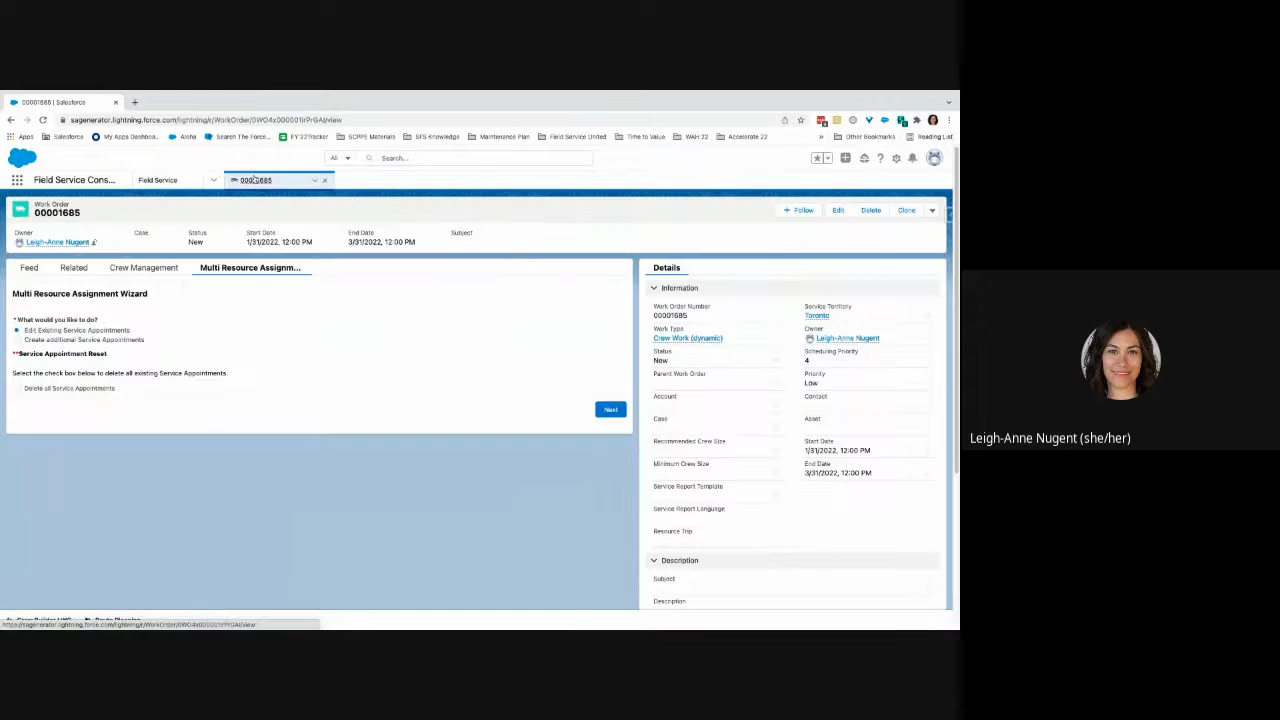 00001685 | Salesforce
sagenerator.lightning.force.com/lightning/r/WorkOrder/0WO4x000001irPrGAI/view
Apps
Salesforce
My Apps Dashboa...
Aloha
Search The Force...
FY'22Tracker
SCPPE Materials
SFS Knowledge
Maintenance Plan
Field Service United
Time to Value
WAH 22
Accelerate 22
»
Other Bookmarks
Reading List
All
Search...
Field Service Cons...
Field Service
00001685
Work Order
00001685
+ Follow
Edit
Delete
Clone
Owner
Case
Status
Start Date
End Date
Subject
Leigh-Anne Nugent
New
1/31/2022, 12:00 PM
3/31/2022, 12:00 PM
Feed
Related
Crew Management
Multi Resource Assignm...
Multi Resource Assignment Wizard
* What would you like to do?
Edit Existing Service Appointments
Create additional Service Appointments
**Service Appointment Reset
Select the check box below to delete all existing Service Appointments.
Delete all Service Appointments
Next
Details
Information
Work Order Number
00001685
Service Territory
Toronto
Work Type
Crew Work (dynamic)
Owner
Leigh-Anne Nugent
Status
New
Scheduling Priority
4
Parent Work Order
Priority
Low
Account
Contact
Case
Asset
Recommended Crew Size
Start Date
1/31/2022, 12:00 PM
Minimum Crew Size
End Date
3/31/2022, 12:00 PM
Service Report Template
Service Report Language
Resource Trip
Description
Subject
Description
https://sagenerator.lightning.force.com/lightning/r/WorkOrder/0WO4x000001irPrGAI/view
Leigh-Anne Nugent (she/her)